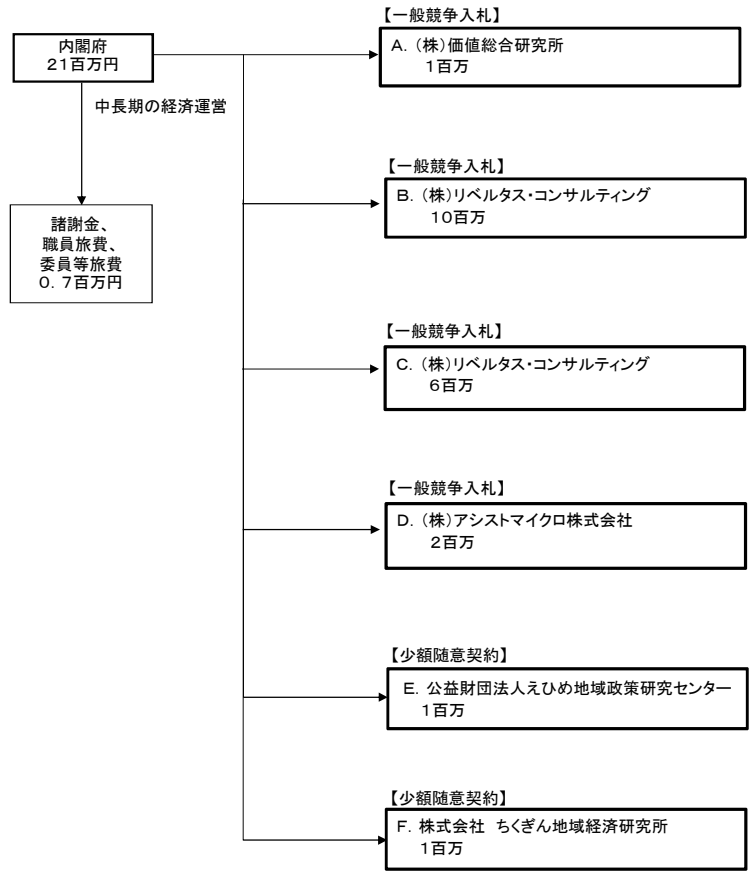 内閣府
21百万円
中長期の経済運営
諸謝金、
職員旅費、
委員等旅費
0．7百万円
【一般競争入札】
A．（株）価値総合研究所
1百万
【一般競争入札】
B．（株）リベルタス・コンサルティング
10百万
【一般競争入札】
C．（株）リベルタス・コンサルティング
6百万
【一般競争入札】
D．（株）アシストマイクロ株式会社
2百万
【少額随意契約】
E．公益財団法人えひめ地域政策研究センター
1百万
【少額随意契約】
F．株式会社　ちくぎん地域経済研究所
1百万